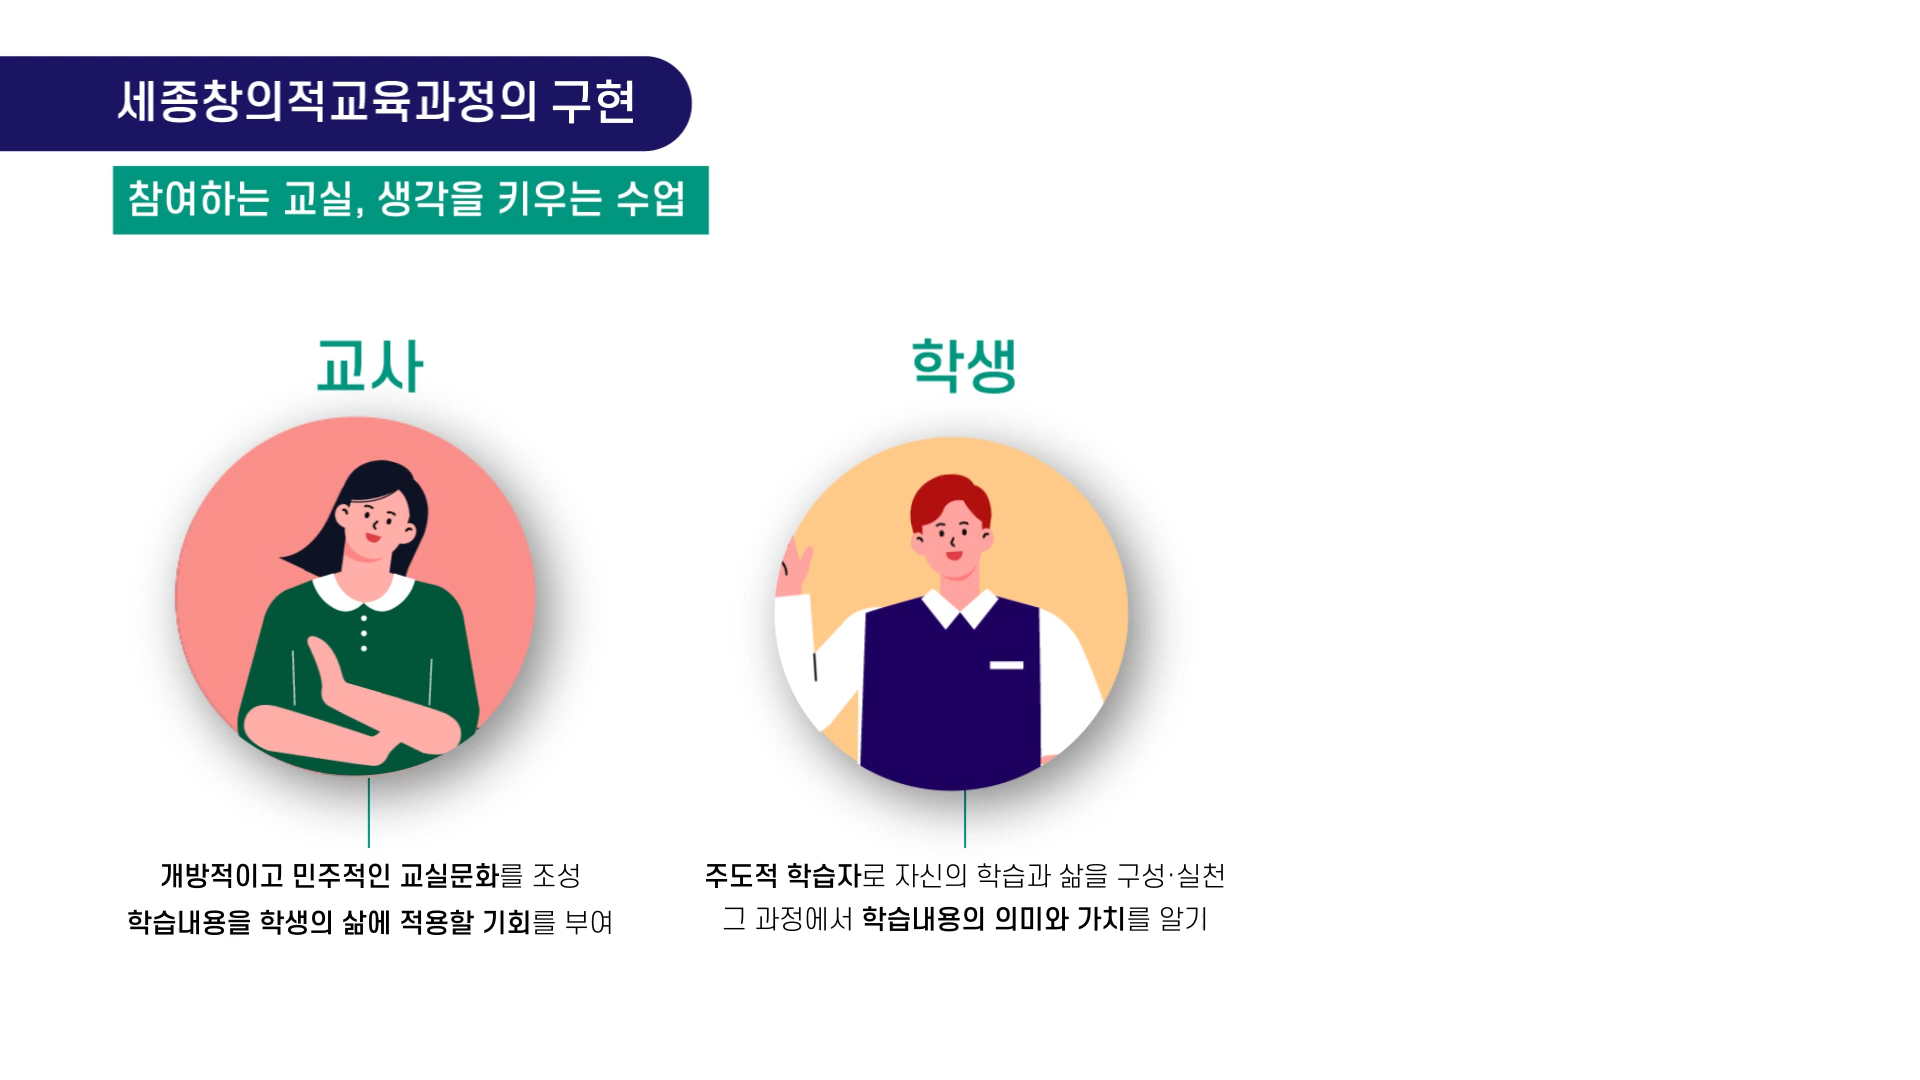 세종창의적교육과정의 구현
참여하는 교실, 생각을 키우는 수업
교사
개방적이고 민주적인 교실문화를 조성
학습내용을 학생의 삶에 적용할 기회를 부여
학생
주도적 학습자로 자신의 학습과 삶을 구성·실천
그 과정에서 학습내용의 의미와 가치를 알기